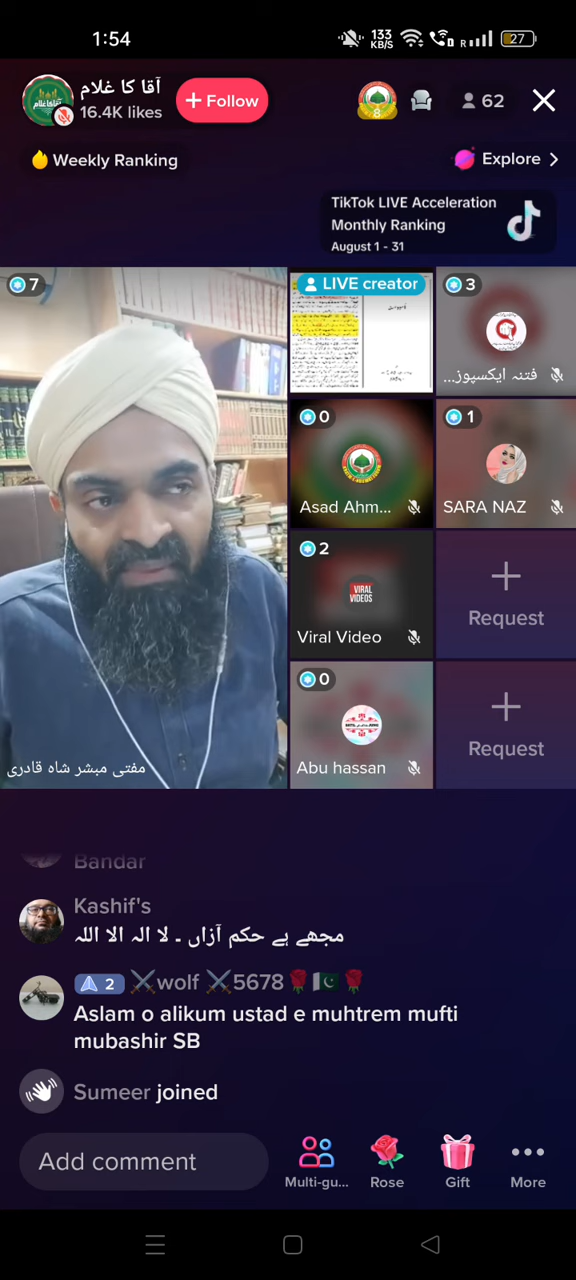 1:54
133
KB/S
R
27
آقا کا غلام
16.4K likes
+ Follow
8
62
Weekly Ranking
Explore >
TikTok LIVE Acceleration
Monthly Ranking
August 1 - 31
7
LIVE creator
3
فتنہ ایکسپوز...
0
Asad Ahm...
1
SARA NAZ
2
VIRAL
VIDEOS
Viral Video
Request
0
Abu hassan
Request
مفتی مبشر شاہ قادری
Bandar
Kashif's
مجھے ہے حکم آزاں ۔ لا الہ الا اللہ
2 ⚔️wolf ⚔️5678🌹🇵🇰🌹
Aslam o alikum ustad e muhtrem mufti
mubashir SB
Sumeer joined
Add comment
Multi-gu...
Rose
Gift
More